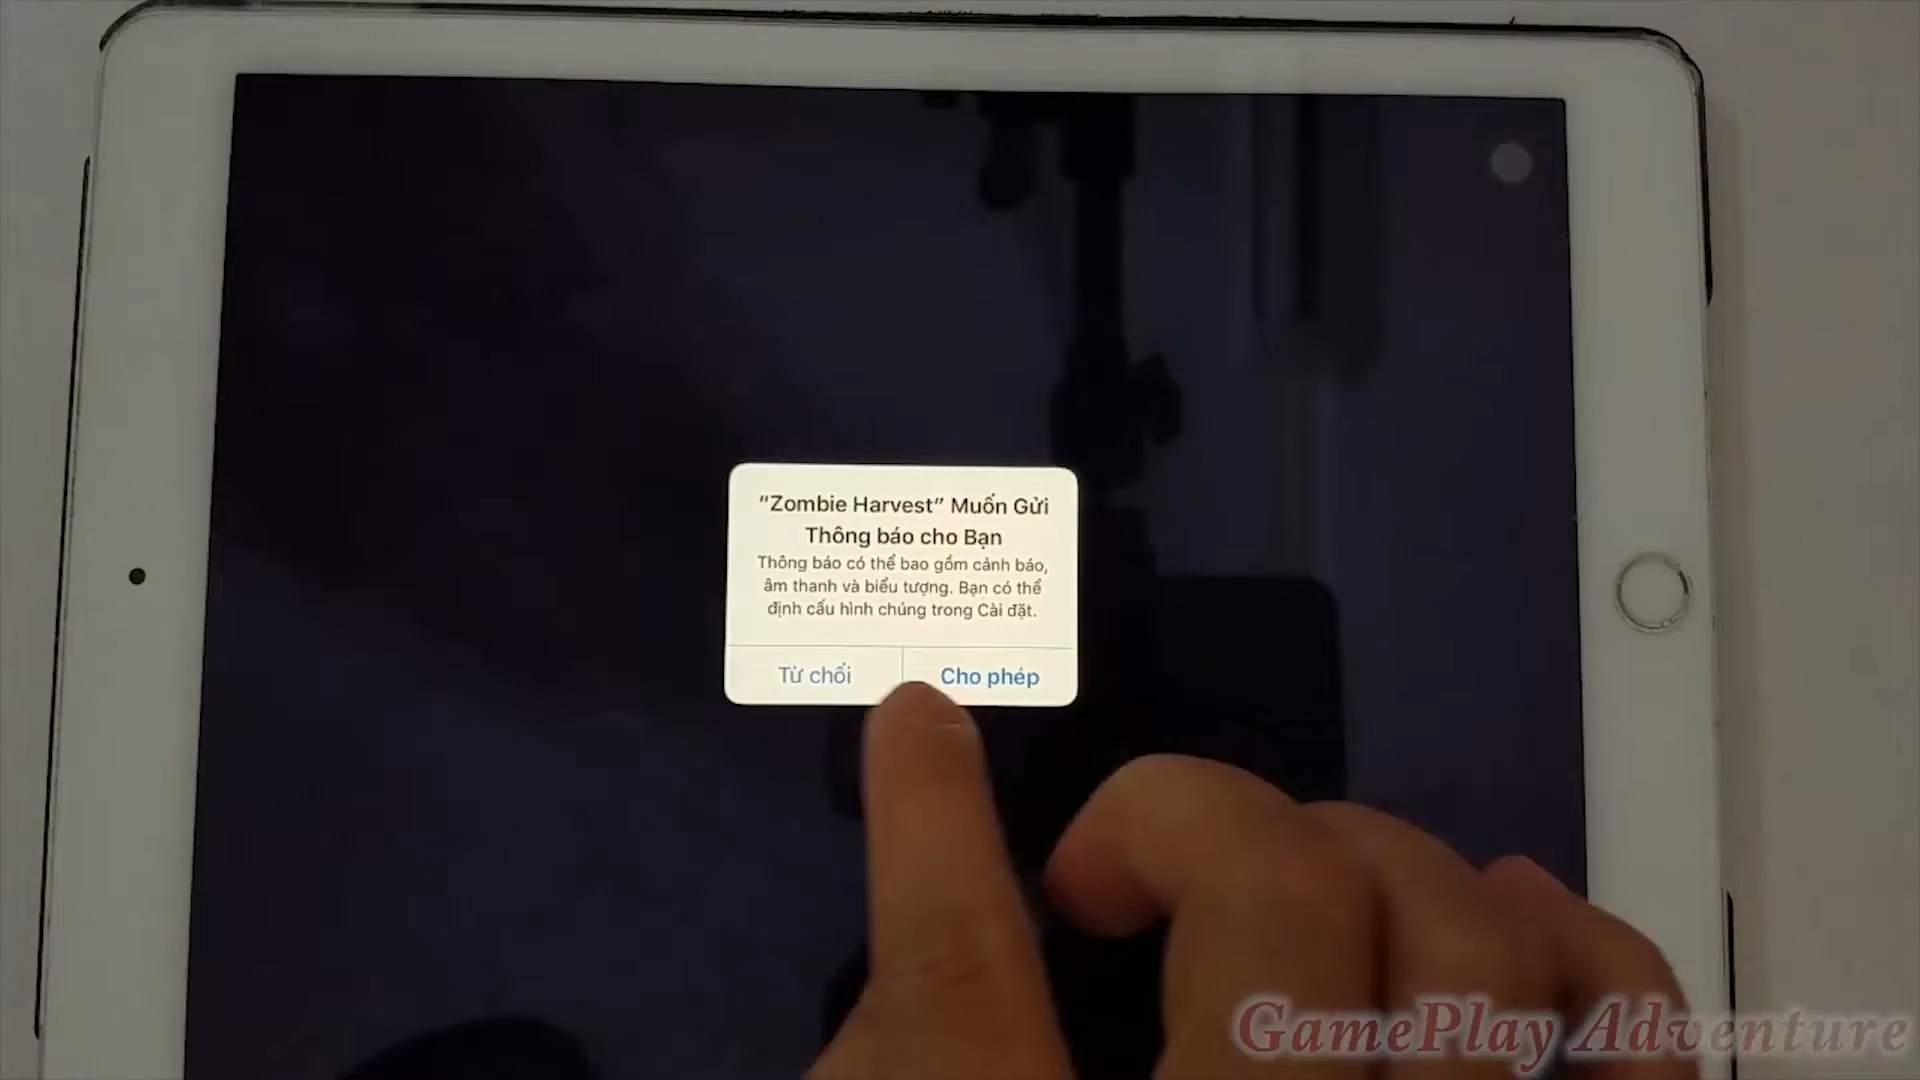 "Zombie Harvest" Muốn Gửi
Thông báo cho Bạn
Thông báo có thể bao gồm cảnh báo,
âm thanh và biểu tượng. Bạn có thể
định cấu hình chúng trong Cài đặt.
Từ chối
Cho phép
GamePlay Adventure